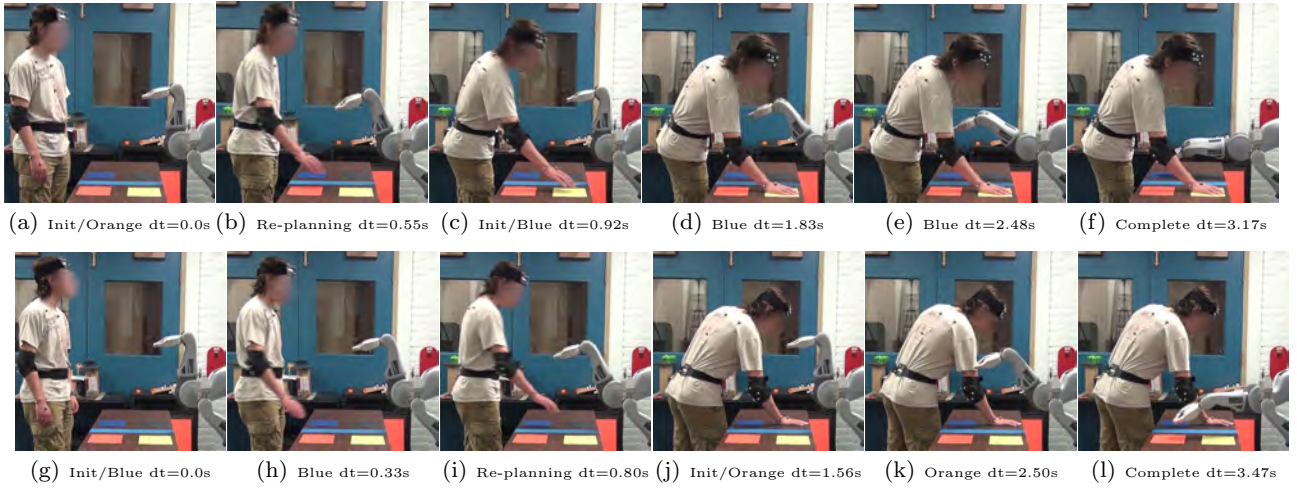 (a) Init/Orange dt=0.0s (b) Re-planning dt=0.55s (c) Init/Blue dt=0.92s (d) Blue dt=1.83s (e) Blue dt=2.48s (f) Complete dt=3.17s
(g) Init/Blue dt=0.0s (h) Blue dt=0.33s (i) Re-planning dt=0.80s (j) Init/Orange dt=1.56s (k) Orange dt=2.50s (l) Complete dt=3.47s